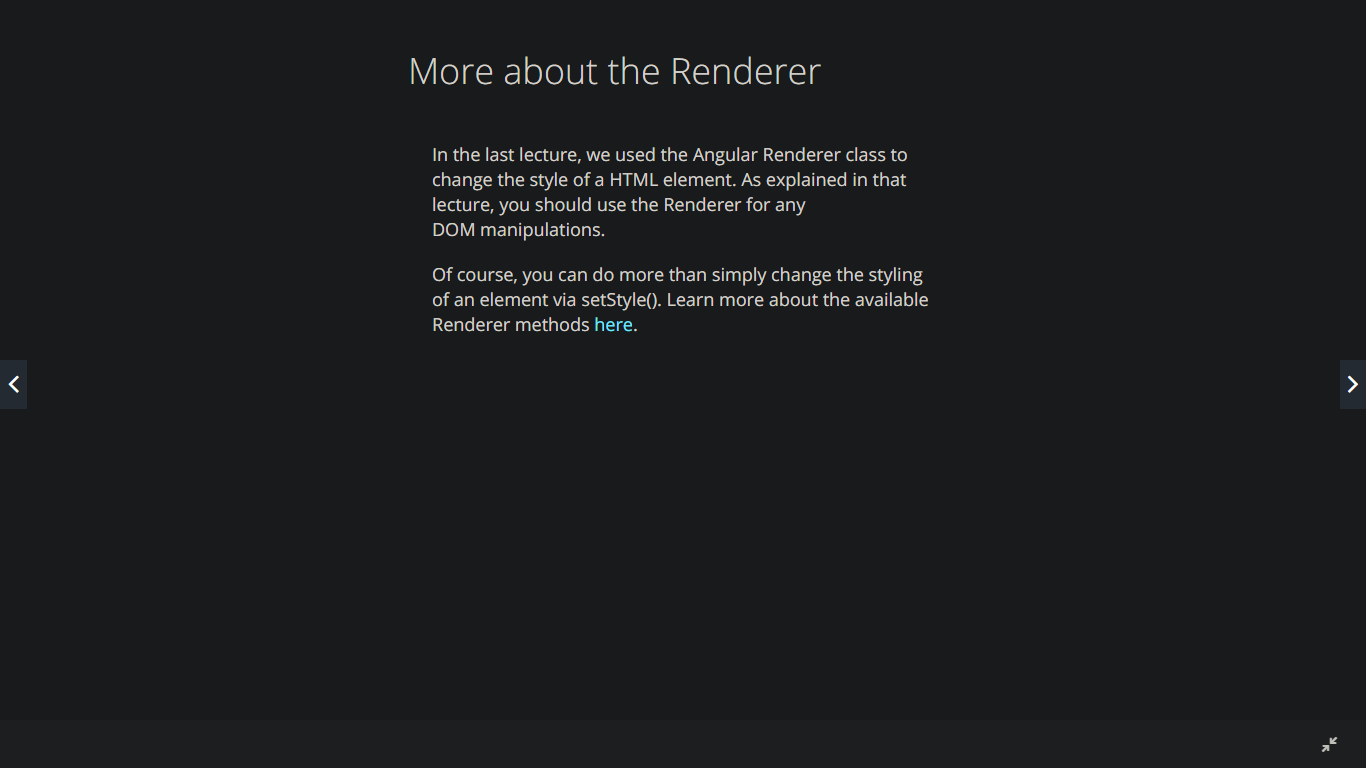 More about the Renderer
In the last lecture, we used the Angular Renderer class to
change the style of a HTML element. As explained in that
lecture, you should use the Renderer for any
DOM manipulations.
Of course, you can do more than simply change the styling
of an element via setStyle(). Learn more about the available
Renderer methods here.